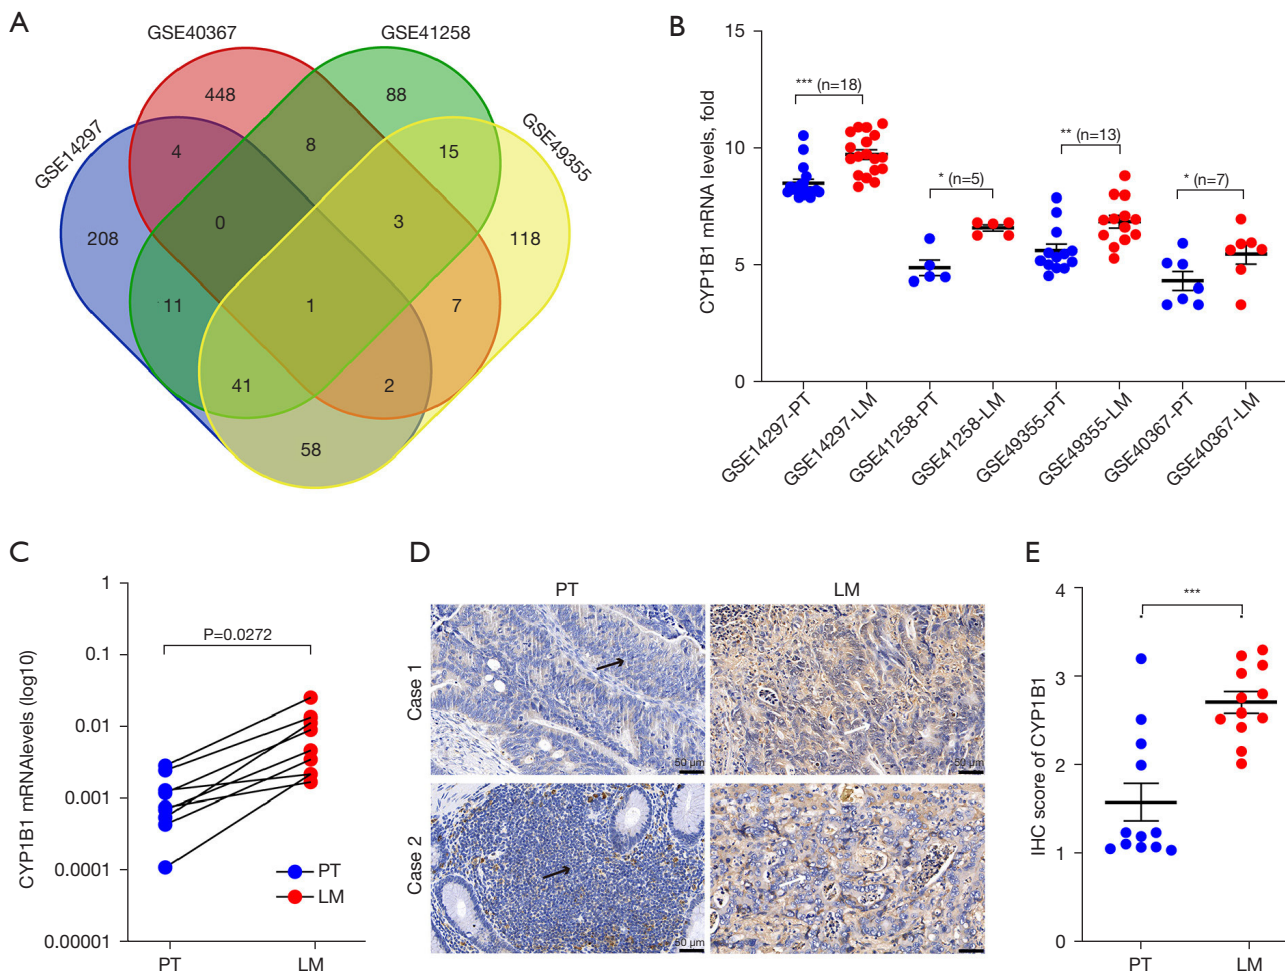 A
GSE40367
GSE41258
GSE14297
GSE49355
448
88
4
8
15
208
0
3
118
11
1
7
41
2
58
B
CYP1B1 mRNA levels, fold
15
10
5
0
*** (n=18)
* (n=5)
** (n=13)
* (n=7)
GSE14297-PT
GSE14297-LM
GSE41258-PT
GSE41258-LM
GSE49355-PT
GSE49355-LM
GSE40367-PT
GSE40367-LM
C
CYP1B1 mRNAlevels (log10)
1
0.1
0.01
0.001
0.0001
0.00001
P=0.0272
PT
LM
PT
LM
D
PT
LM
Case 1
50 μm
50 μm
Case 2
50 μm
E
IHC score of CYP1B1
4
3
2
1
0
***
PT
LM